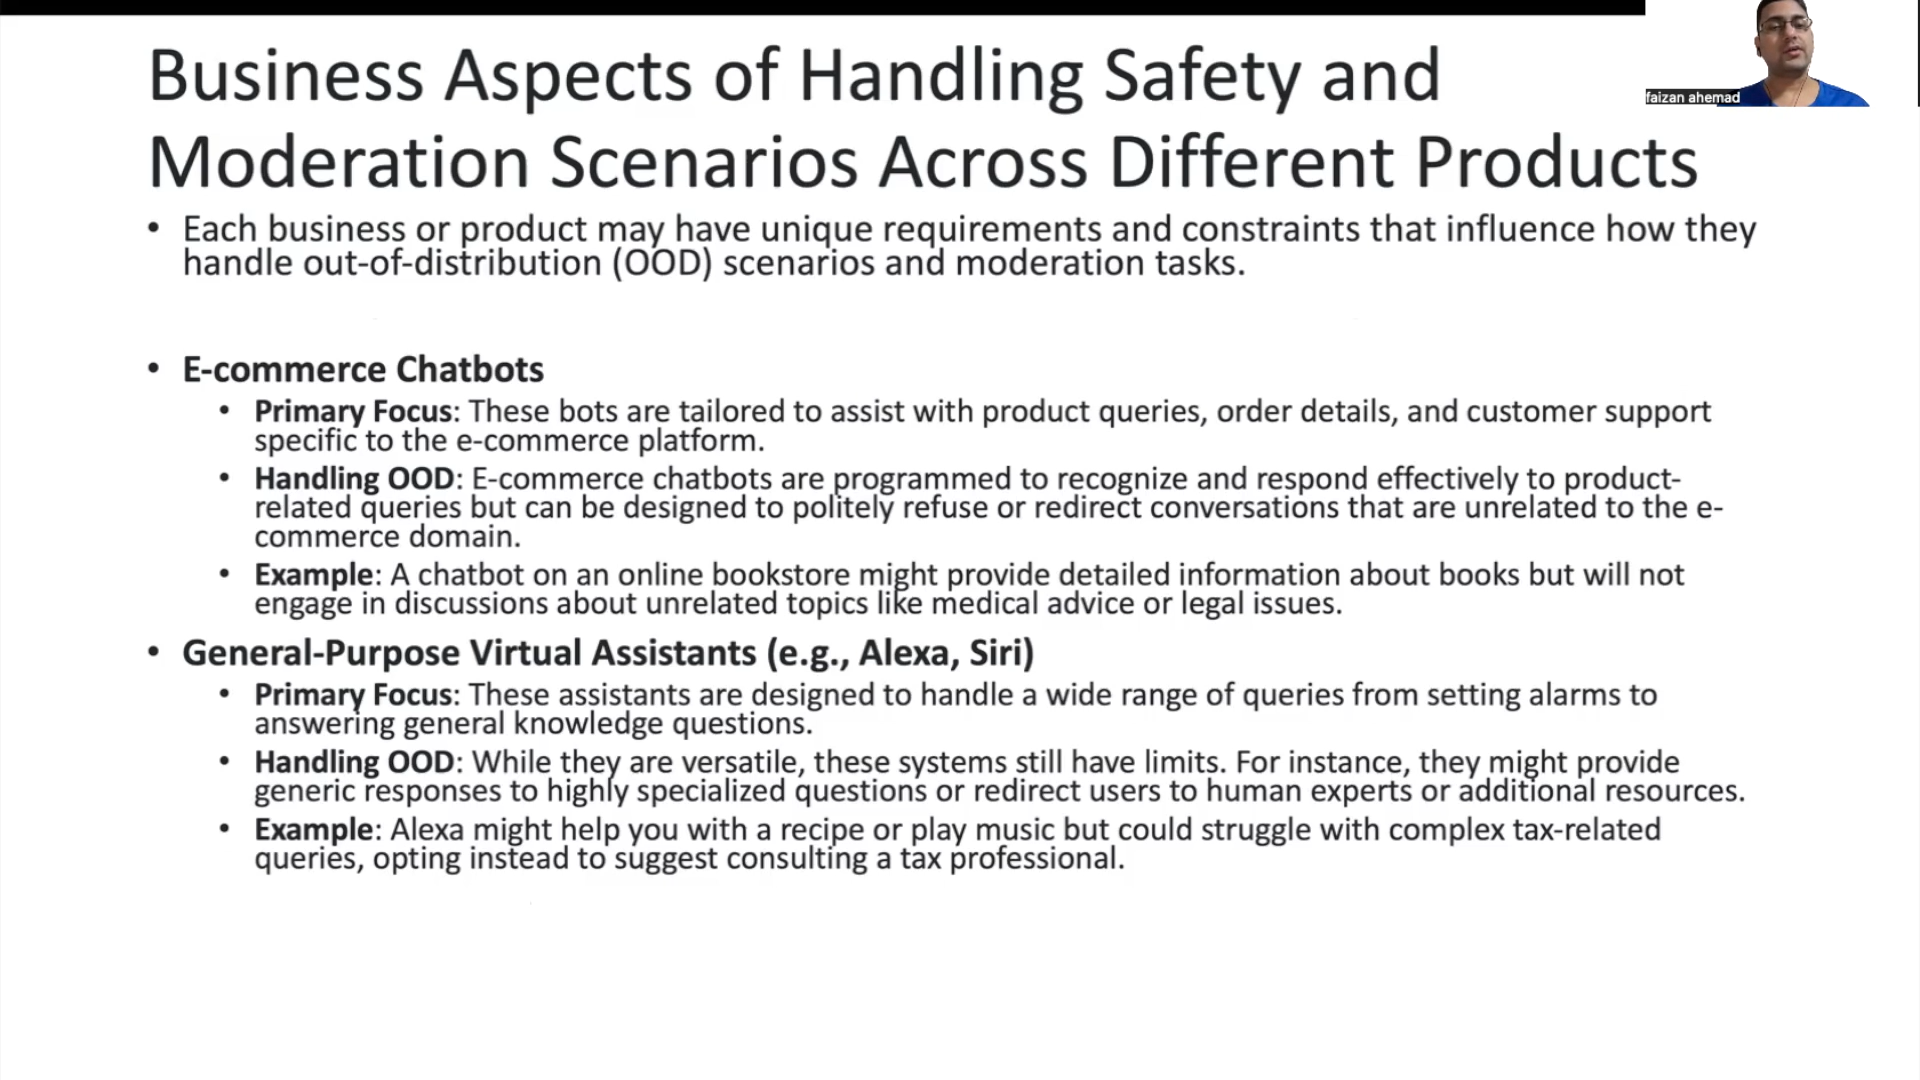 Business Aspects of Handling Safety and
Moderation Scenarios Across Different Products
faizan ahemad
• Each business or product may have unique requirements and constraints that influence how they
handle out-of-distribution (OOD) scenarios and moderation tasks.
• E-commerce Chatbots
• Primary Focus: These bots are tailored to assist with product queries, order details, and customer support
specific to the e-commerce platform.
• Handling OOD: E-commerce chatbots are programmed to recognize and respond effectively to product-
related queries but can be designed to politely refuse or redirect conversations that are unrelated to the e-
commerce domain.
• Example: A chatbot on an online bookstore might provide detailed information about books but will not
engage in discussions about unrelated topics like medical advice or legal issues.
• General-Purpose Virtual Assistants (e.g., Alexa, Siri)
• Primary Focus: These assistants are designed to handle a wide range of queries from setting alarms to
answering general knowledge questions.
• Handling OOD: While they are versatile, these systems still have limits. For instance, they might provide
generic responses to highly specialized questions or redirect users to human experts or additional resources.
• Example: Alexa might help you with a recipe or play music but could struggle with complex tax-related
queries, opting instead to suggest consulting a tax professional.